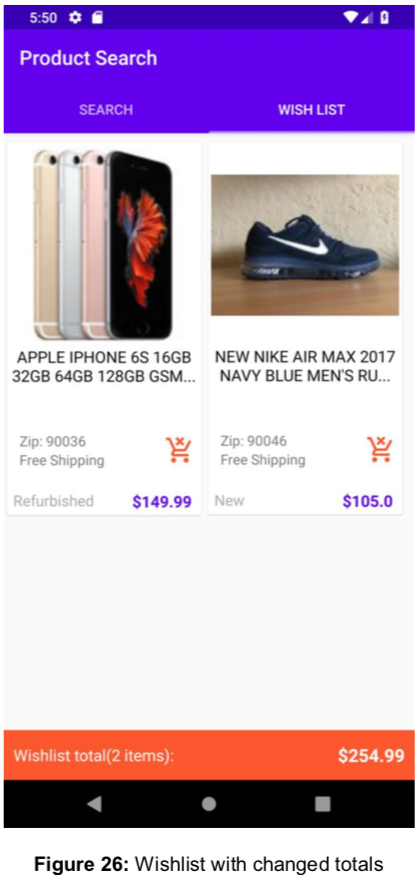 5:50
Product Search
SEARCH
WISH LIST
APPLE IPHONE 6S 16GB
32GB 64GB 128GB GSM...
Zip: 90036
Free Shipping
Refurbished
$149.99
NEW NIKE AIR MAX 2017
NAVY BLUE MEN'S RU...
Zip: 90046
Free Shipping
New
$105.0
Wishlist total(2 items):
$254.99
Figure 26: Wishlist with changed totals